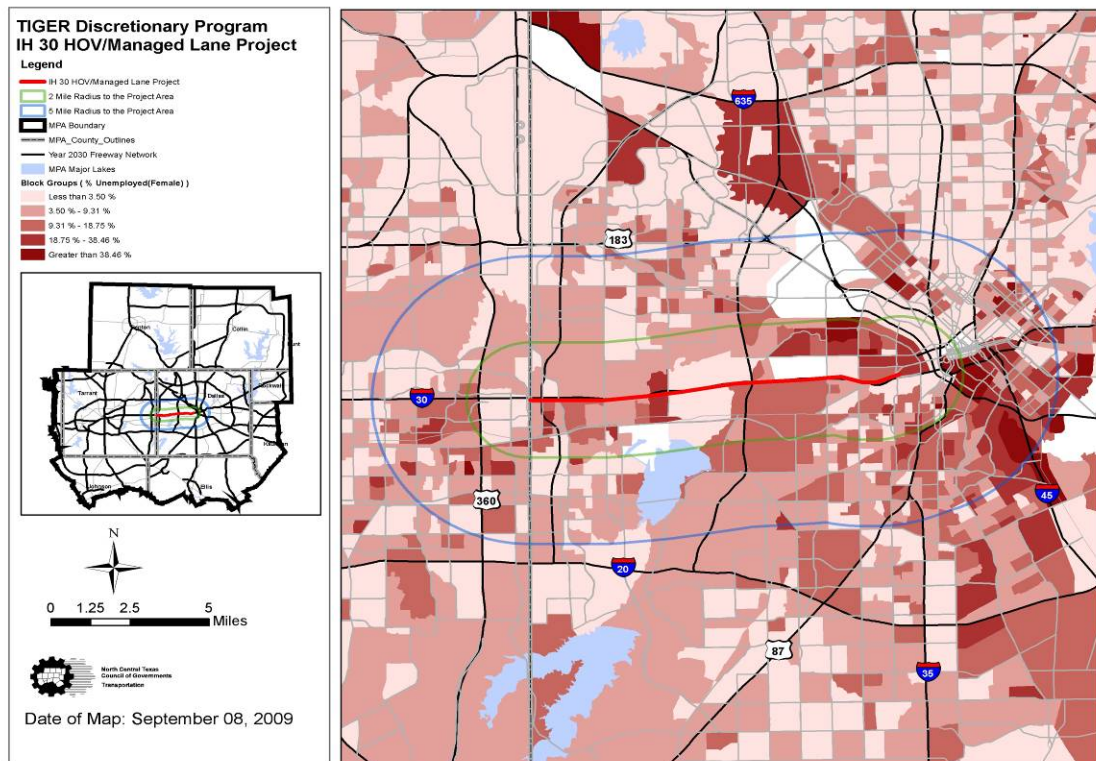 TIGER Discretionary Program
IH 30 HOV/Managed Lane Project
Legend
IH 30 HOV/Managed Lane Project
2 Mile Radius to the Project Area
5 Mile Radius to the Project Area
MPA Boundary
MPA_County_Outlines
Year 2030 Freeway Network
MPA Major Lakes
Block Groups ( % Unemployed(Female) )
Less than 3.50 %
3.50 % - 9.31 %
9.31 % - 18.75 %
18.75 % - 38.46 %
Greater than 38.46 %
Denton
Collin
Tarrant
Dallas
Rockwall
Johnson
Ellis
N
0 1.25 2.5 5
Miles
North Central Texas
Council of Governments
Transportation
Date of Map: September 08, 2009
635
183
30
360
45
20
87
35